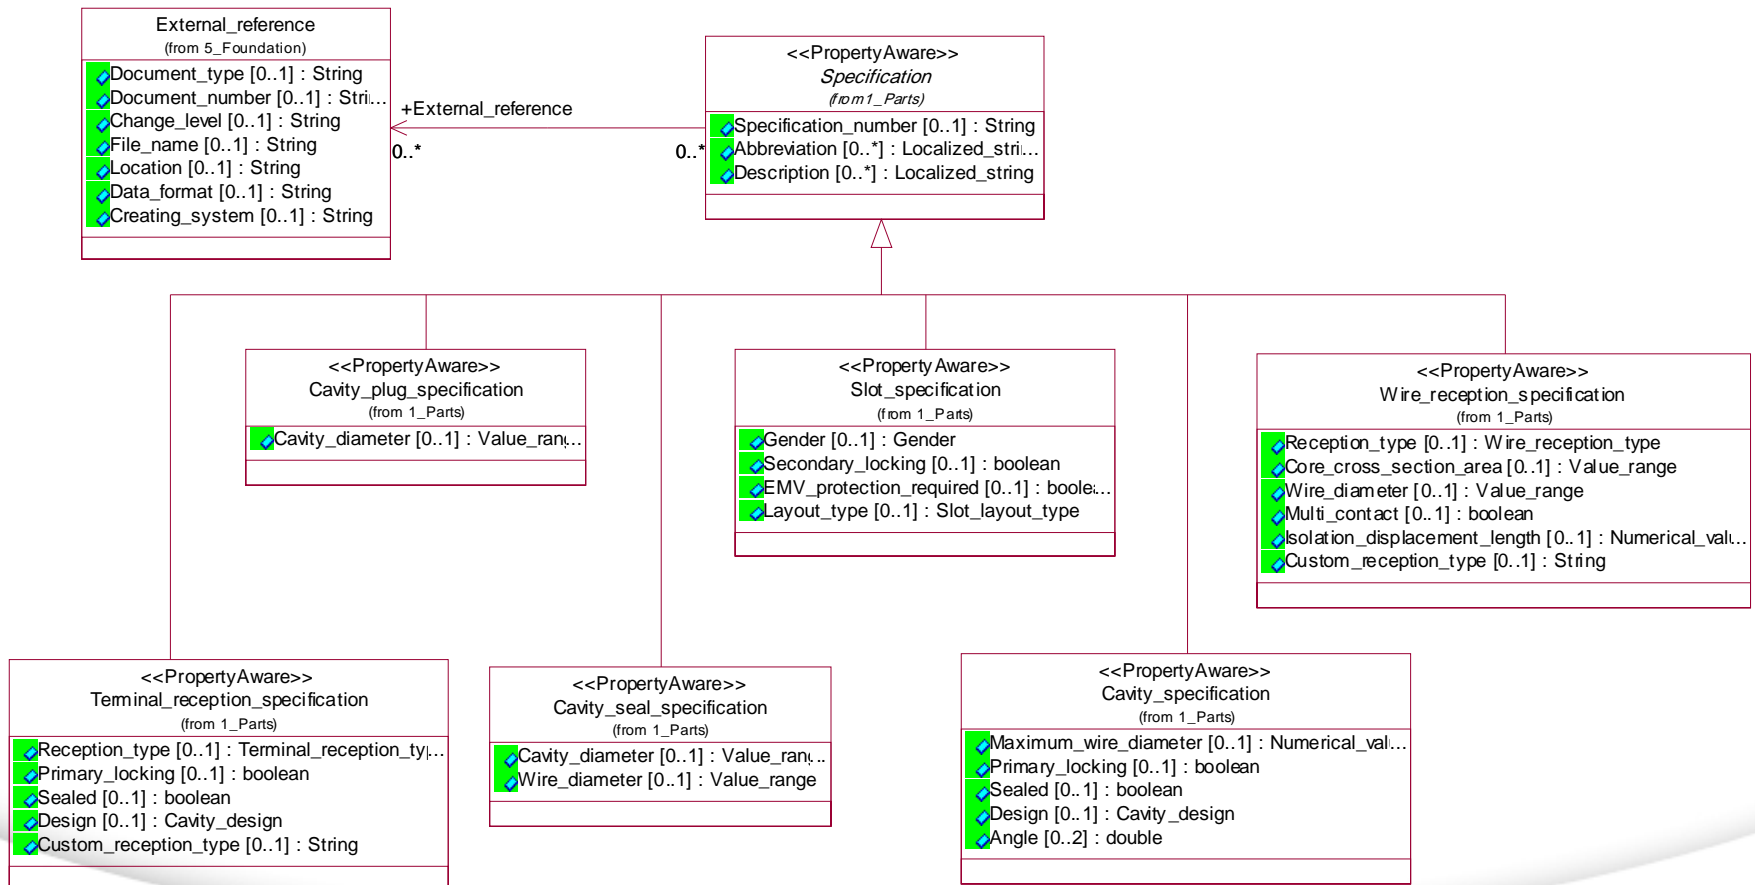 External_reference
(from 5_Foundation)
Document_type [0..1] : String
Document_number [0..1] : Stri...
Change_level [0..1] : String
File_name [0..1] : String
Location [0..1] : String
Data_format [0..1] : String
Creating_system [0..1] : String
+External_reference
0..*
0..*
<<PropertyAware>>
Specification
(from 1_Parts)
Specification_number [0..1] : String
Abbreviation [0..*] : Localized_stri...
Description [0..*] : Localized_string
<<PropertyAware>>
Cavity_plug_specification
(from 1_Parts)
Cavity_diameter [0..1] : Value_rang...
<<PropertyAware>>
Slot_specification
(from 1_Parts)
Gender [0..1] : Gender
Secondary_locking [0..1] : boolean
EMV_protection_required [0..1] : boolea...
Layout_type [0..1] : Slot_layout_type
<<PropertyAware>>
Wire_reception_specification
(from 1_Parts)
Reception_type [0..1] : Wire_reception_type
Core_cross_section_area [0..1] : Value_range
Wire_diameter [0..1] : Value_range
Multi_contact [0..1] : boolean
Isolation_displacement_length [0..1] : Numerical_valu...
Custom_reception_type [0..1] : String
<<PropertyAware>>
Terminal_reception_specification
(from 1_Parts)
Reception_type [0..1] : Terminal_reception_typ...
Primary_locking [0..1] : boolean
Sealed [0..1] : boolean
Design [0..1] : Cavity_design
Custom_reception_type [0..1] : String
<<PropertyAware>>
Cavity_seal_specification
(from 1_Parts)
Cavity_diameter [0..1] : Value_rang...
Wire_diameter [0..1] : Value_range
<<PropertyAware>>
Cavity_specification
(from 1_Parts)
Maximum_wire_diameter [0..1] : Numerical_val...
Primary_locking [0..1] : boolean
Sealed [0..1] : boolean
Design [0..1] : Cavity_design
Angle [0..2] : double